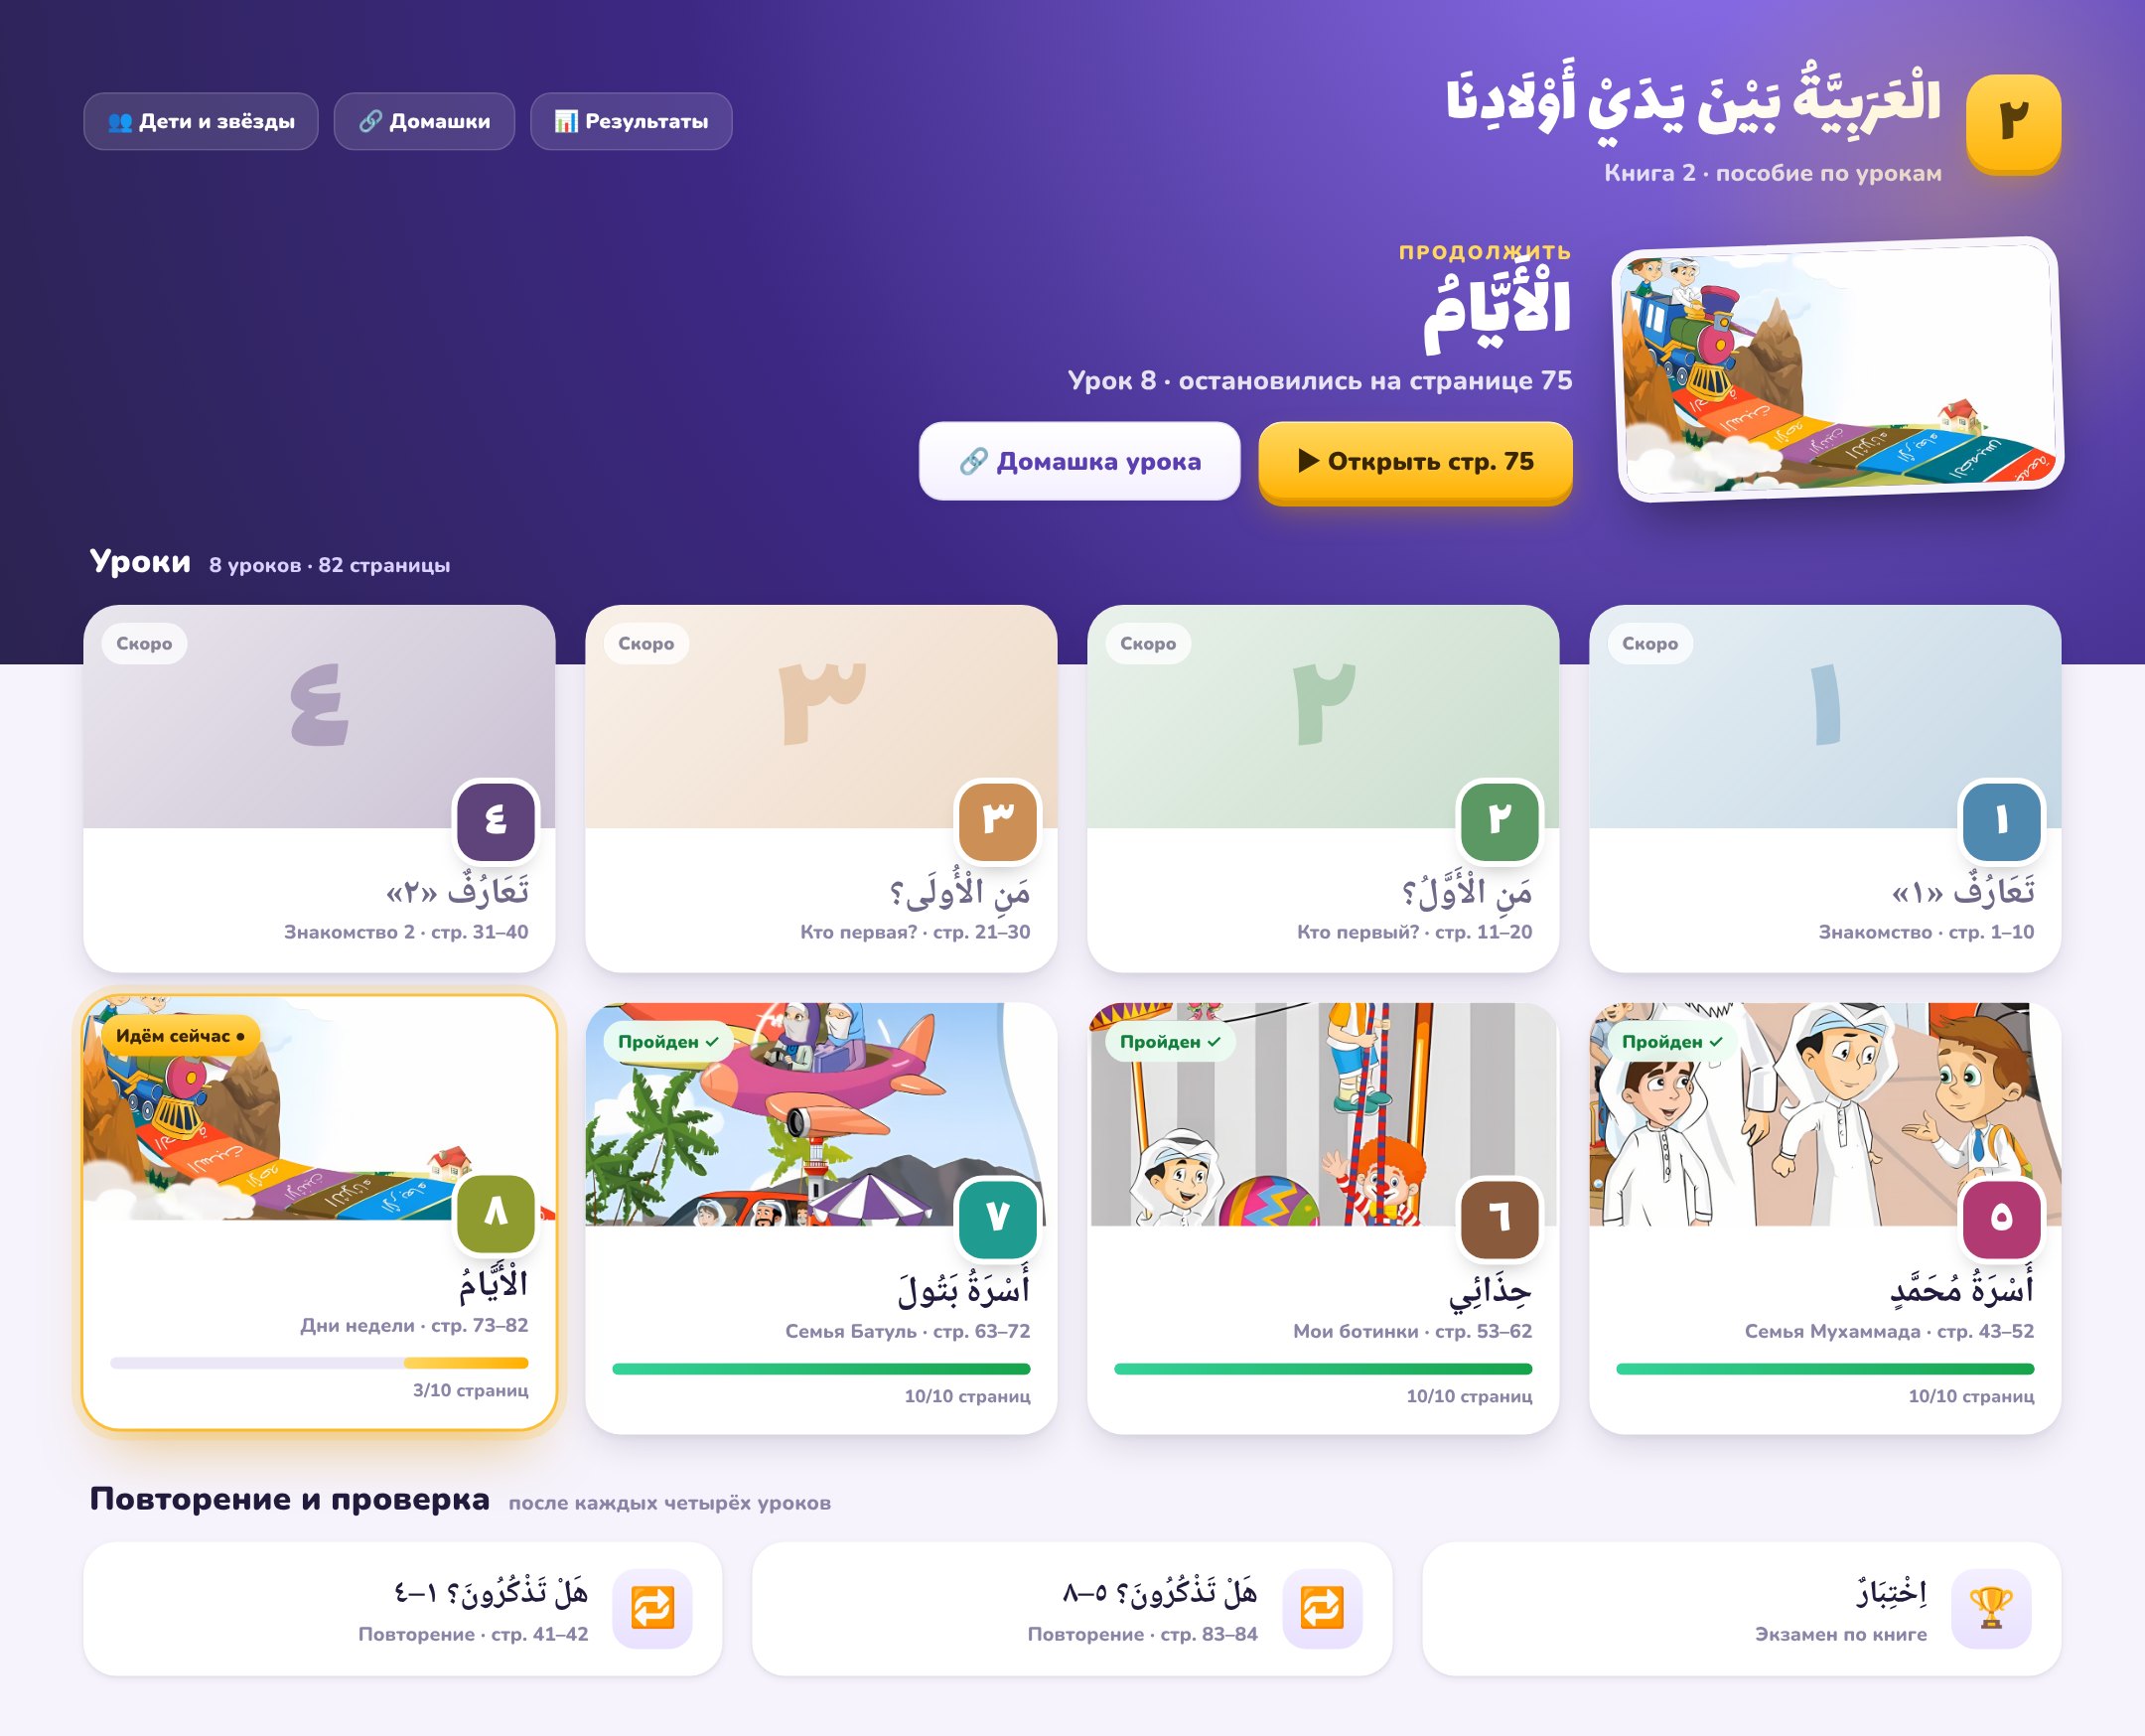 👥 Дети и звёзды
🔗 Домашки
📊 Результаты
الْعَرَبِيَّةُ بَيْنَ يَدَيْ أَوْلَادِنَا
Книга 2 · пособие по урокам
٢
ПРОДОЛЖИТЬ
الْأَيَّامُ
Урок 8 · остановились на странице 75
▶ Открыть стр. 75
🔗 Домашка урока
Уроки
8 уроков · 82 страницы
Скоро
١
١
تَعَارُفٌ «١»
Знакомство · стр. 1–10
Скоро
٢
٢
مَنِ الْأَوَّلُ؟
Кто первый? · стр. 11–20
Скоро
٣
٣
مَنِ الْأُولَى؟
Кто первая? · стр. 21–30
Скоро
٤
٤
تَعَارُفٌ «٢»
Знакомство 2 · стр. 31–40
Пройден ✓
٥
أُسْرَةُ مُحَمَّدٍ
Семья Мухаммада · стр. 43–52
10/10 страниц
Пройден ✓
٦
حِذَائِي
Мои ботинки · стр. 53–62
10/10 страниц
Пройден ✓
٧
أُسْرَةُ بَتُولَ
Семья Батуль · стр. 63–72
10/10 страниц
Идём сейчас ●
٨
الْأَيَّامُ
Дни недели · стр. 73–82
3/10 страниц
Повторение и проверка
после каждых четырёх уроков
اِخْتِبَارٌ
Экзамен по книге
هَلْ تَذْكُرُونَ؟ ٥–٨
Повторение · стр. 83–84
هَلْ تَذْكُرُونَ؟ ١–٤
Повторение · стр. 41–42